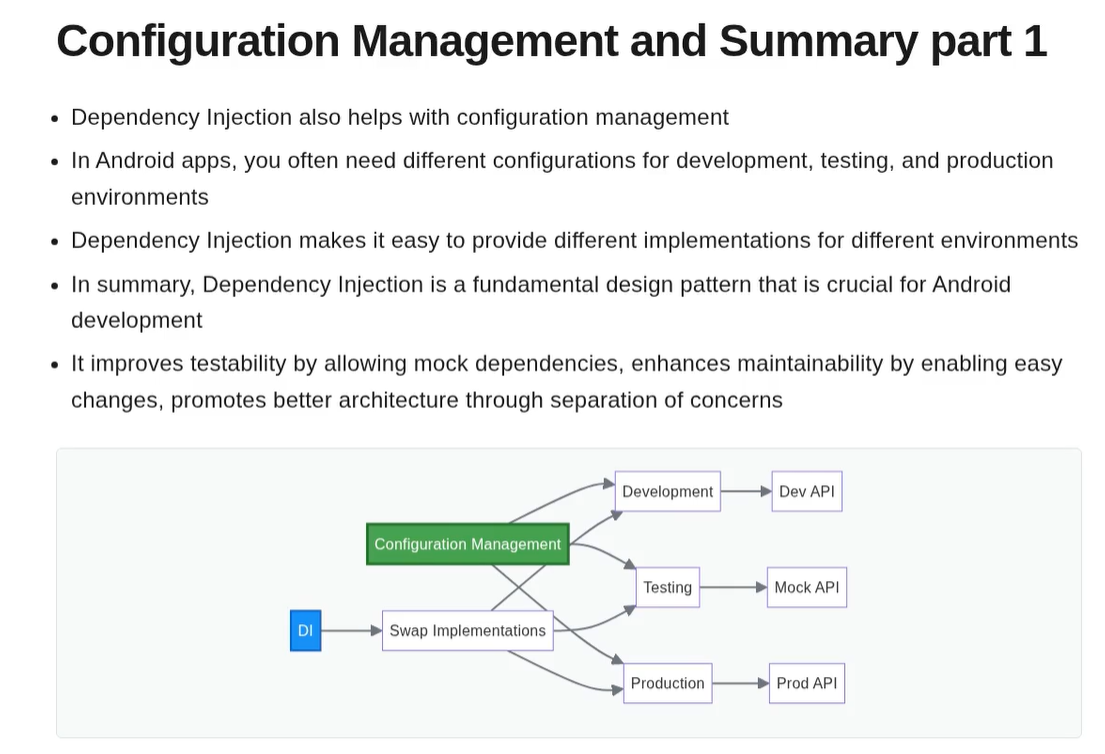 Configuration Management and Summary part 1
• Dependency Injection also helps with configuration management
• In Android apps, you often need different configurations for development, testing, and production
environments
• Dependency Injection makes it easy to provide different implementations for different environments
• In summary, Dependency Injection is a fundamental design pattern that is crucial for Android
development
• It improves testability by allowing mock dependencies, enhances maintainability by enabling easy
changes, promotes better architecture through separation of concerns
Development
Dev API
Configuration Management
Testing
Mock API
DI
Swap Implementations
Production
Prod API